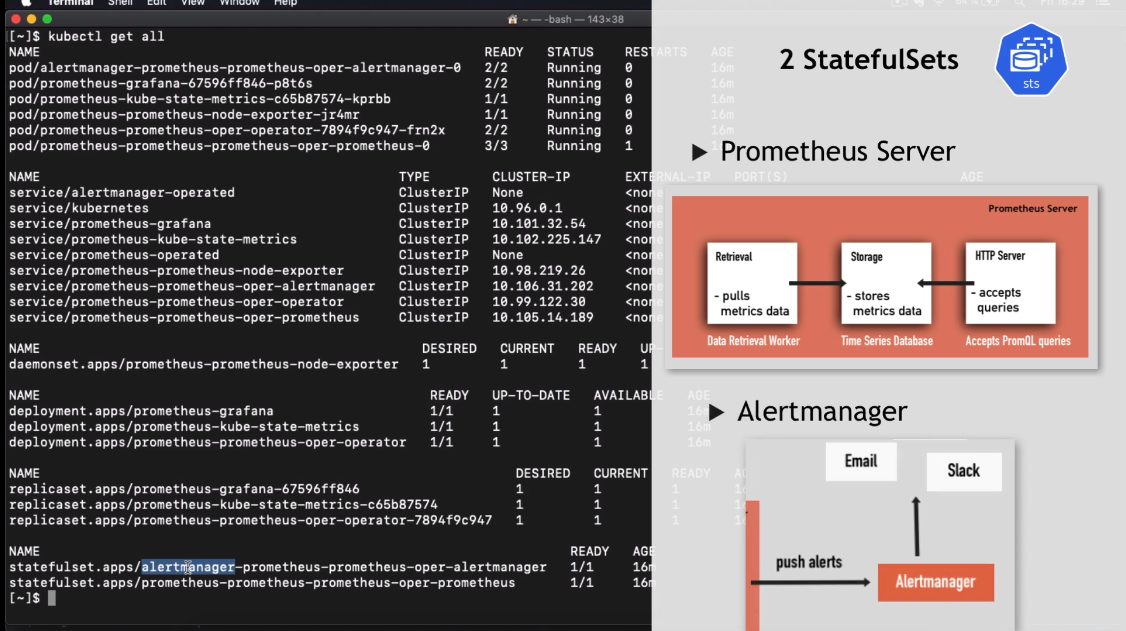 Terminal Shell Edit View Window Help
Fri 16:29
~ — -bash — 143×38
[~]$ kubectl get all
NAME READY STATUS RESTARTS AGE
pod/alertmanager-prometheus-prometheus-oper-alertmanager-0 2/2 Running 0 16m
pod/prometheus-grafana-67596ff846-p8t6s 2/2 Running 0 16m
pod/prometheus-kube-state-metrics-c65b87574-kprbb 1/1 Running 0 16m
pod/prometheus-prometheus-node-exporter-jr4mr 1/1 Running 0 16m
pod/prometheus-prometheus-oper-operator-7894f9c947-frn2x 2/2 Running 0 16m
pod/prometheus-prometheus-prometheus-oper-prometheus-0 3/3 Running 1
NAME TYPE CLUSTER-IP EXTERNAL-IP PORT(S) AGE
service/alertmanager-operated ClusterIP None <none
service/kubernetes ClusterIP 10.96.0.1 <none
service/prometheus-grafana ClusterIP 10.101.32.54 <none
service/prometheus-kube-state-metrics ClusterIP 10.102.225.147 <none
service/prometheus-operated ClusterIP None <none
service/prometheus-prometheus-node-exporter ClusterIP 10.98.219.26 <none
service/prometheus-prometheus-oper-alertmanager ClusterIP 10.106.31.202 <none
service/prometheus-prometheus-oper-operator ClusterIP 10.99.122.30 <none
service/prometheus-prometheus-oper-prometheus ClusterIP 10.105.14.189 <none
NAME DESIRED CURRENT READY UP-
daemonset.apps/prometheus-prometheus-node-exporter 1 1 1 1
NAME READY UP-TO-DATE AVAILABLE AGE
deployment.apps/prometheus-grafana 1/1 1 1 16m
deployment.apps/prometheus-kube-state-metrics 1/1 1 1 16m
deployment.apps/prometheus-prometheus-oper-operator 1/1 1 1 16m
NAME DESIRED CURRENT READY
replicaset.apps/prometheus-grafana-67596ff846 1 1 1
replicaset.apps/prometheus-kube-state-metrics-c65b87574 1 1 1
replicaset.apps/prometheus-prometheus-oper-operator-7894f9c947 1 1 1
NAME READY AGE
statefulset.apps/alertmanager-prometheus-prometheus-oper-alertmanager 1/1 16m
statefulset.apps/prometheus-prometheus-prometheus-oper-prometheus 1/1 16m
[~]$
2 StatefulSets
sts
Prometheus Server
Prometheus Server
Retrieval
- pulls
metrics data
Data Retrieval Worker
Storage
- stores
metrics data
Time Series Database
HTTP Server
- accepts
queries
Accepts PromQL queries
Alertmanager
Email
Slack
push alerts
Alertmanager